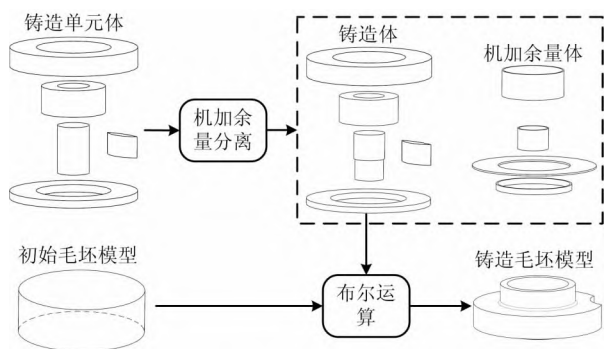 铸造单元体
铸造体
机加余量体
机加余
量分离
初始毛坯模型
铸造毛坯模型
布尔运
算